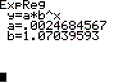 ExpReg
y=a*b^x
a=.0024684567
b=1.07039593